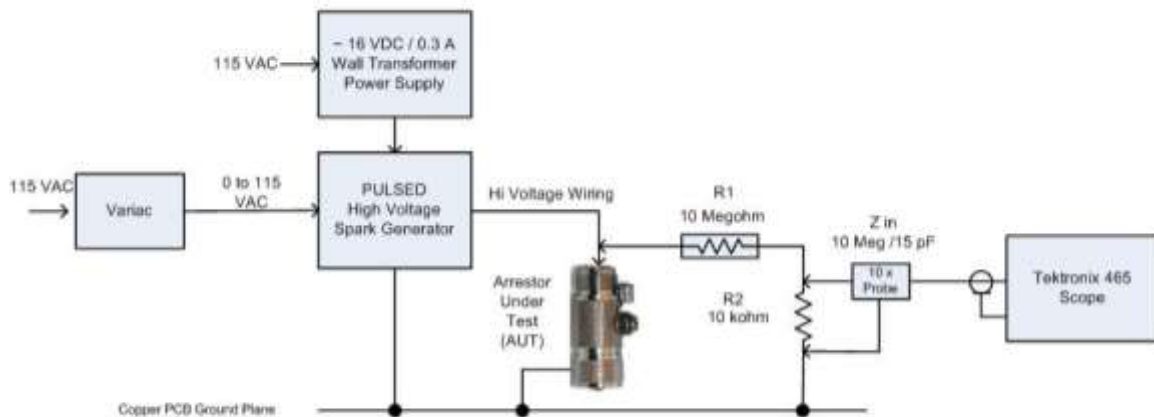 ~ 16 VDC / 0.3 A
Wall Transformer
Power Supply
115 VAC
115 VAC
Variac
0 to 115
VAC
PULSED
High Voltage
Spark Generator
Hi Voltage Wiring
R1
10 Megohm
Z in
10 Meg /15 pF
10 x
Probe
Tektronix 465
Scope
Arrestor
Under
Test
(AUT)
R2
10 kohm
Copper PCB Ground Plane